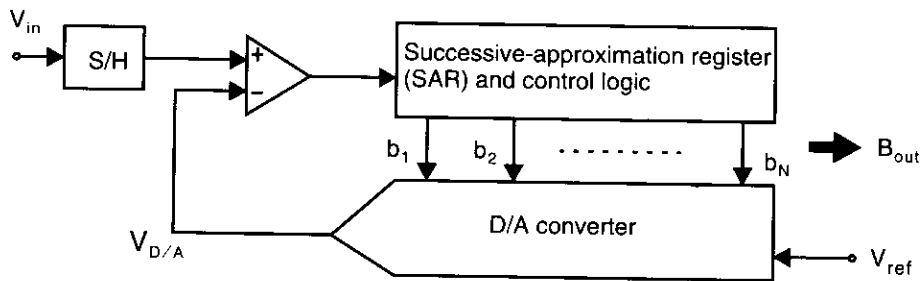 V_in
S/H
+
−
Successive-approximation register
(SAR) and control logic
b_1
b_2
.........
b_N
B_out
D/A converter
V_D/A
V_ref